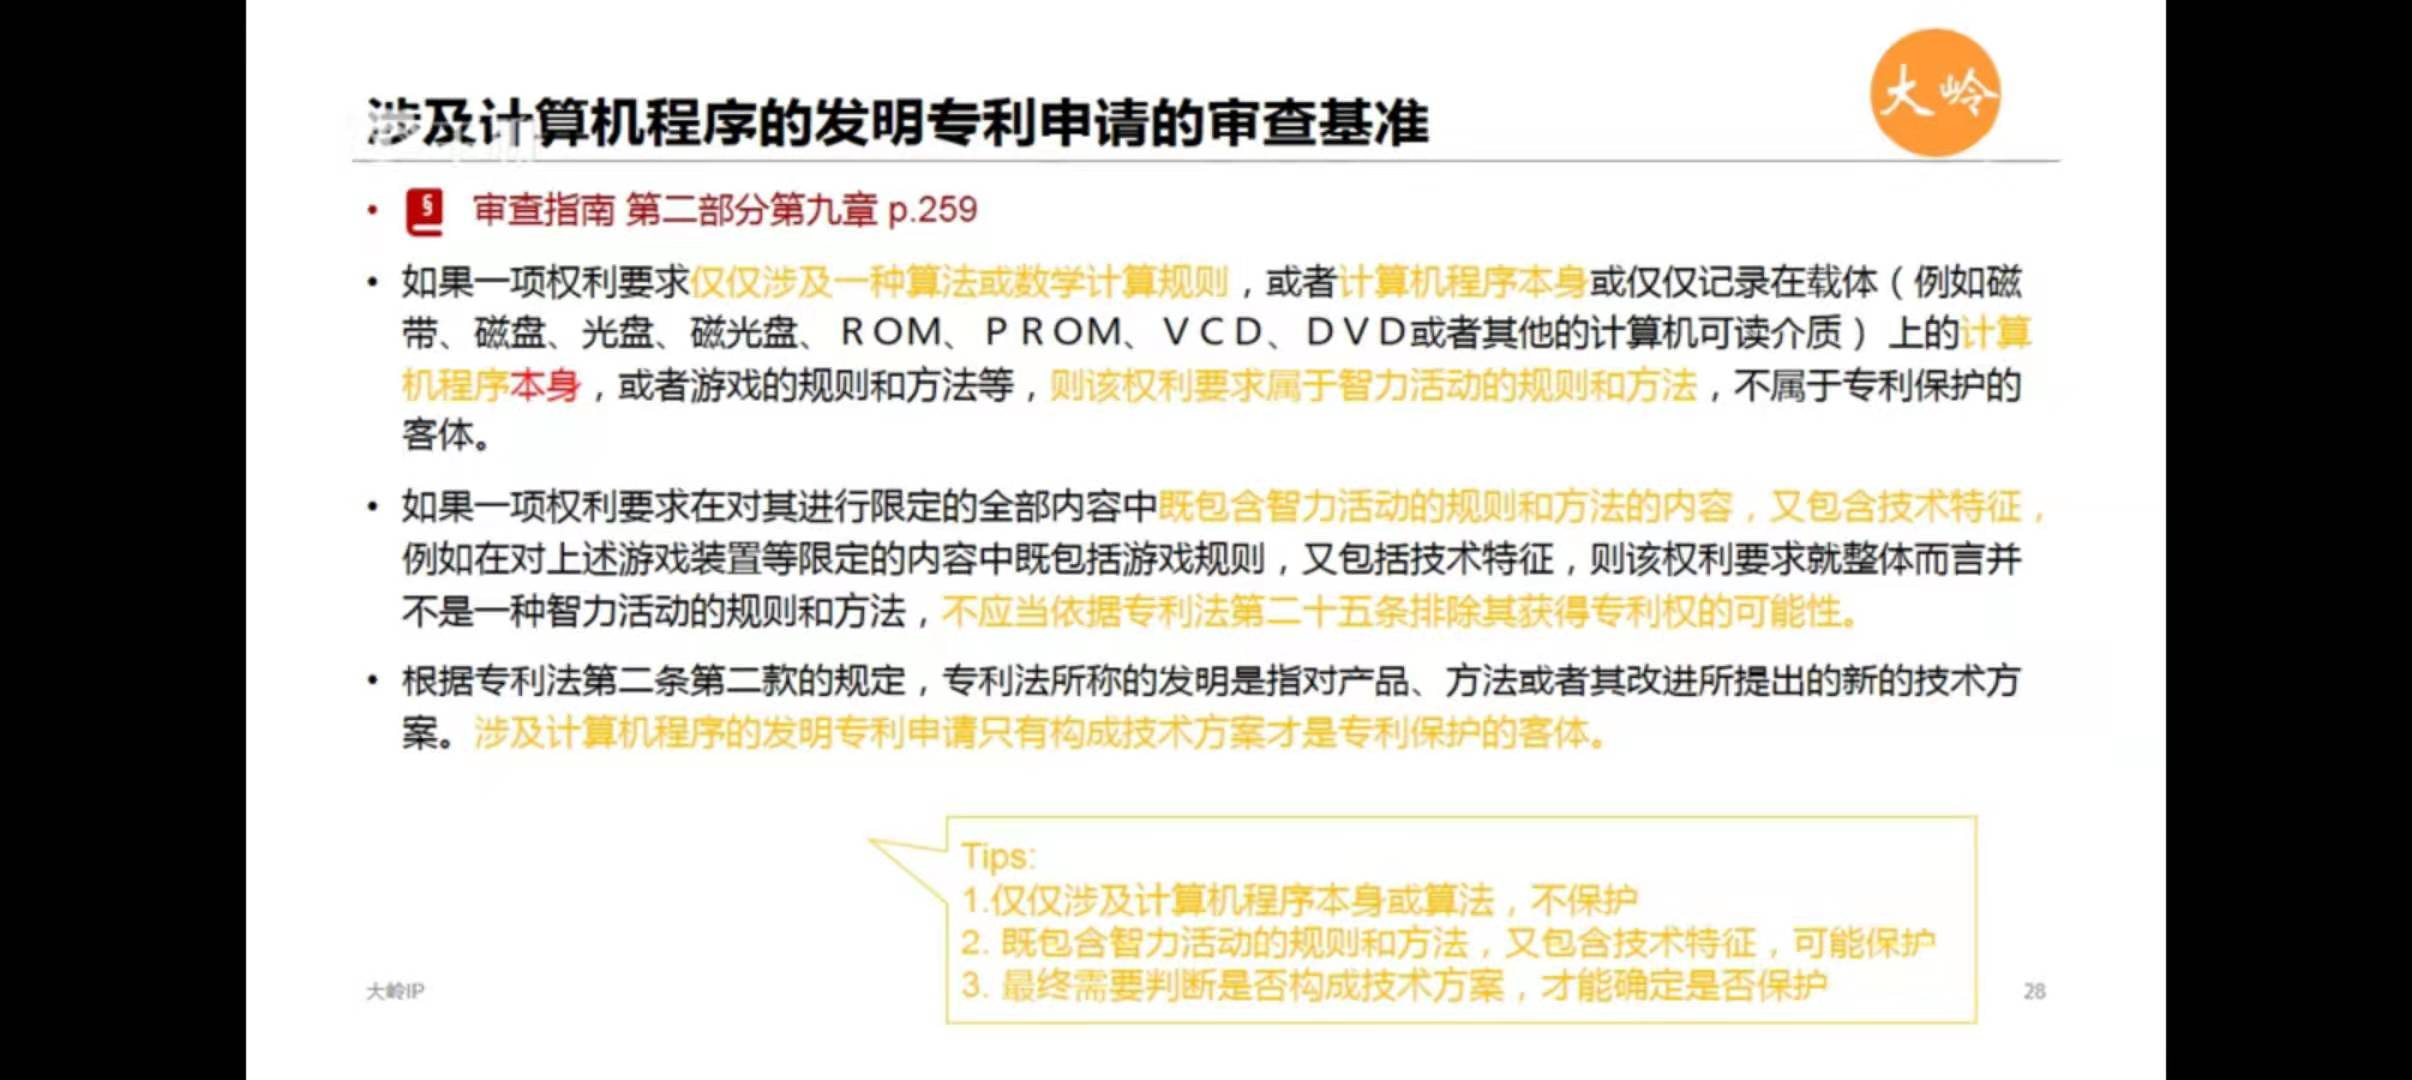 大岭
涉及计算机程序的发明专利申请的审查基准
• § 审查指南 第二部分第九章 p.259
• 如果一项权利要求仅仅涉及一种算法或数学计算规则，或者计算机程序本身或仅仅记录在载体（例如磁
带、磁盘、光盘、磁光盘、ＲＯＭ、ＰＲＯＭ、ＶＣＤ、ＤＶＤ或者其他的计算机可读介质）上的计算
机程序本身，或者游戏的规则和方法等，则该权利要求属于智力活动的规则和方法，不属于专利保护的
客体。
• 如果一项权利要求在对其进行限定的全部内容中既包含智力活动的规则和方法的内容，又包含技术特征，
例如在对上述游戏装置等限定的内容中既包括游戏规则，又包括技术特征，则该权利要求就整体而言并
不是一种智力活动的规则和方法，不应当依据专利法第二十五条排除其获得专利权的可能性。
• 根据专利法第二条第二款的规定，专利法所称的发明是指对产品、方法或者其改进所提出的新的技术方
案。涉及计算机程序的发明专利申请只有构成技术方案才是专利保护的客体。
Tips:
1.仅仅涉及计算机程序本身或算法，不保护
2. 既包含智力活动的规则和方法，又包含技术特征，可能保护
3. 最终需要判断是否构成技术方案，才能确定是否保护
大岭IP
28